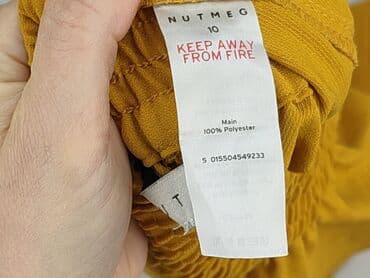 NUTMEG
10
KEEP AWAY
FROM FIRE
Main
100% Polyester
5 015504549233